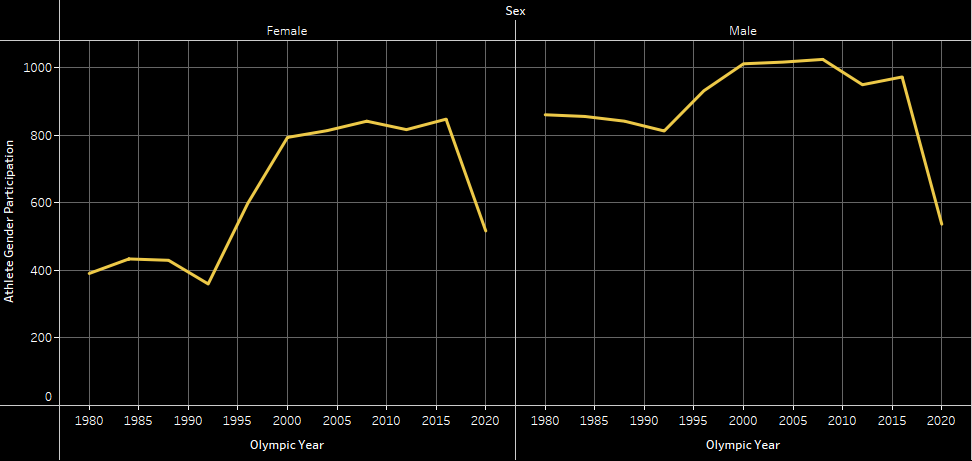 Sex
Female Male
Athlete Gender Participation
1000
800
600
400
200
0
1980 1985 1990 1995 2000 2005 2010 2015 2020 1980 1985 1990 1995 2000 2005 2010 2015 2020
Olympic Year Olympic Year